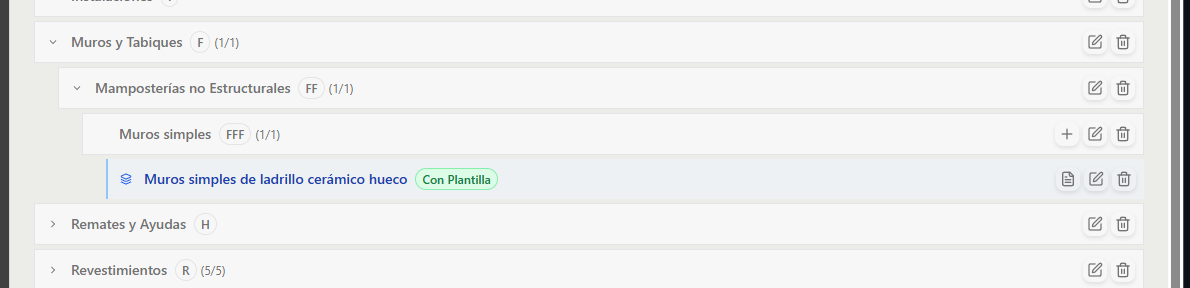 Instalaciones
Muros y Tabiques F (1/1)
Mamposterías no Estructurales FF (1/1)
Muros simples FFF (1/1)
Muros simples de ladrillo cerámico hueco Con Plantilla
Remates y Ayudas H
Revestimientos R (5/5)